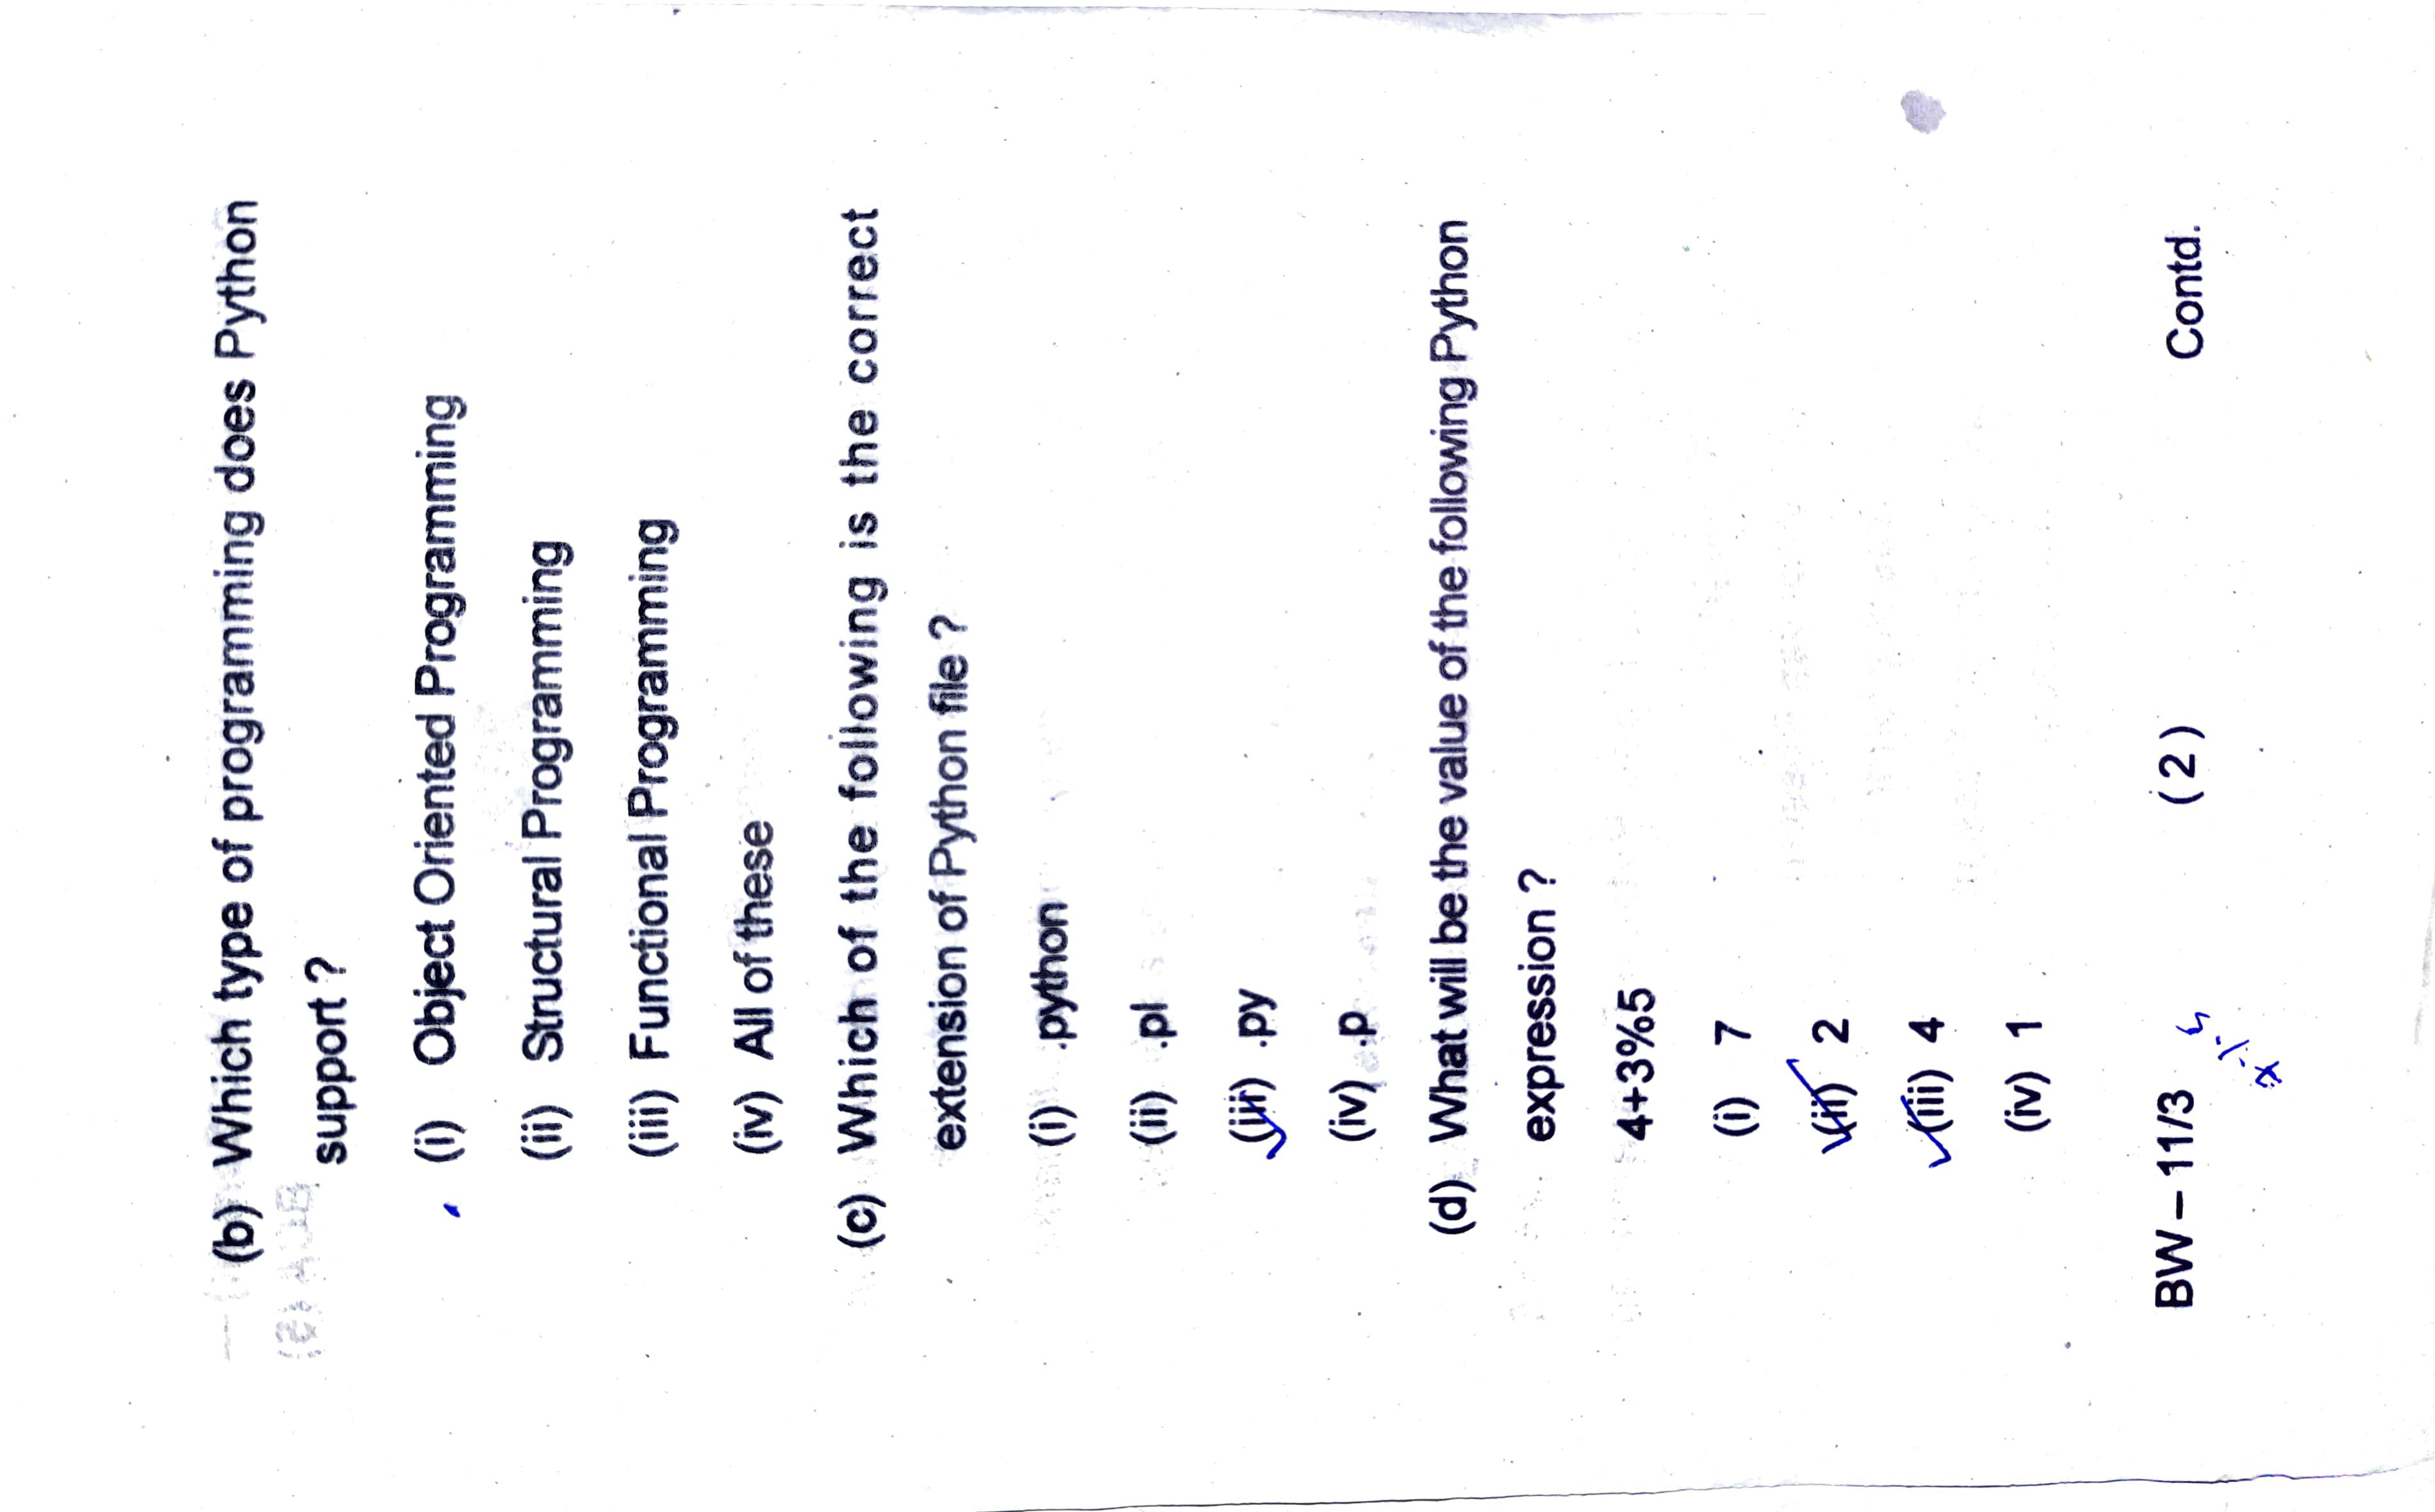 (b) Which type of programming does Python
support ?
(i) Object Oriented Programming
(ii) Structural Programming
(iii) Functional Programming
(iv) All of these
(c) Which of the following is the correct
extension of Python file ?
(i) .python
(ii) .pl
(iii) .py
(iv) .p
(d) What will be the value of the following Python
expression ?
4+3%5
(i) 7
(ii) 2
(iii) 4
(iv) 1
BW – 11/3 (2) Contd.